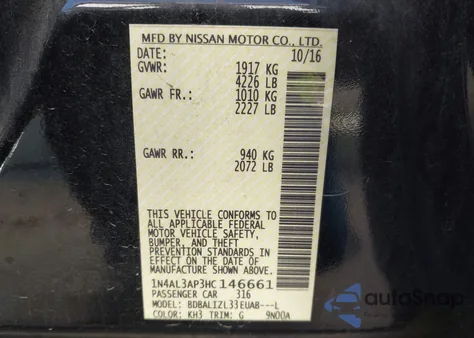 MFD BY NISSAN MOTOR CO., LTD.
DATE: 10/16
GVWR: 1917 KG
4226 LB
GAWR FR.: 1010 KG
2227 LB
GAWR RR.: 940 KG
2072 LB
THIS VEHICLE CONFORMS TO
ALL APPLICABLE FEDERAL
MOTOR VEHICLE SAFETY,
BUMPER, AND THEFT
PREVENTION STANDARDS IN
EFFECT ON THE DATE OF
MANUFACTURE SHOWN ABOVE.
1N4AL3AP3HC146661
PASSENGER CAR 316
MODEL: BDBALIZL33EUAB---L
COLOR: KH3 TRIM: G 9N00A
autoSnap